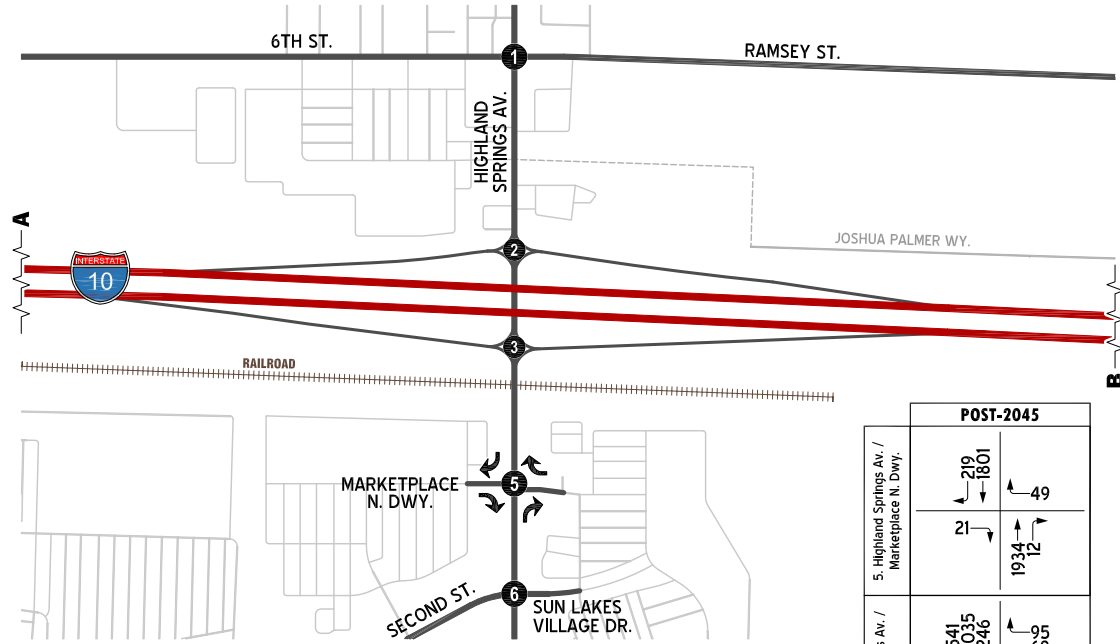 6TH ST.
RAMSEY ST.
1
HIGHLAND
SPRINGS AV.
A
2
JOSHUA PALMER WY.
INTERSTATE
10
3
RAILROAD
B
POST-2045
5. Highland Springs Av. /
Marketplace N. Dwy.
219
1801
49
21
1934
12
MARKETPLACE
N. DWY.
5
SECOND ST.
6
SUN LAKES
VILLAGE DR.
Av. /
95